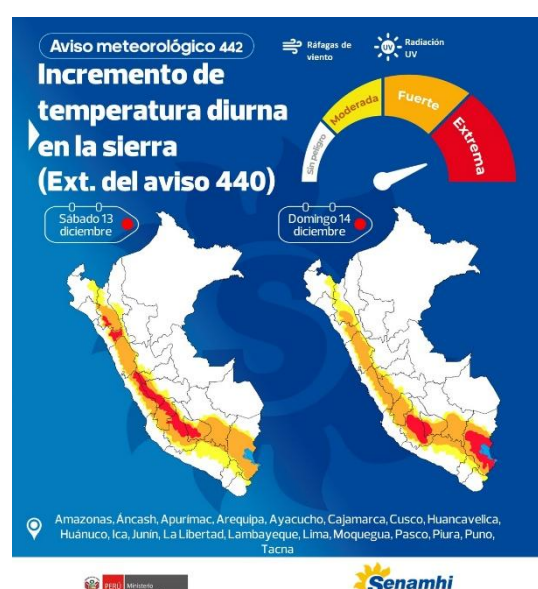 Aviso meteorológico 442
Ráfagas de
viento
UV
Radiación
UV
Incremento de
temperatura diurna
en la sierra
(Ext. del aviso 440)
Sin peligro
Moderada
Fuerte
Extrema
Sábado 13
diciembre
Domingo 14
diciembre
Amazonas, Áncash, Apurímac, Arequipa, Ayacucho, Cajamarca, Cusco, Huancavelica,
Huánuco, Ica, Junín, La Libertad, Lambayeque, Lima, Moquegua, Pasco, Piura, Puno,
Tacna
PERÚ
Ministerio
Senamhi